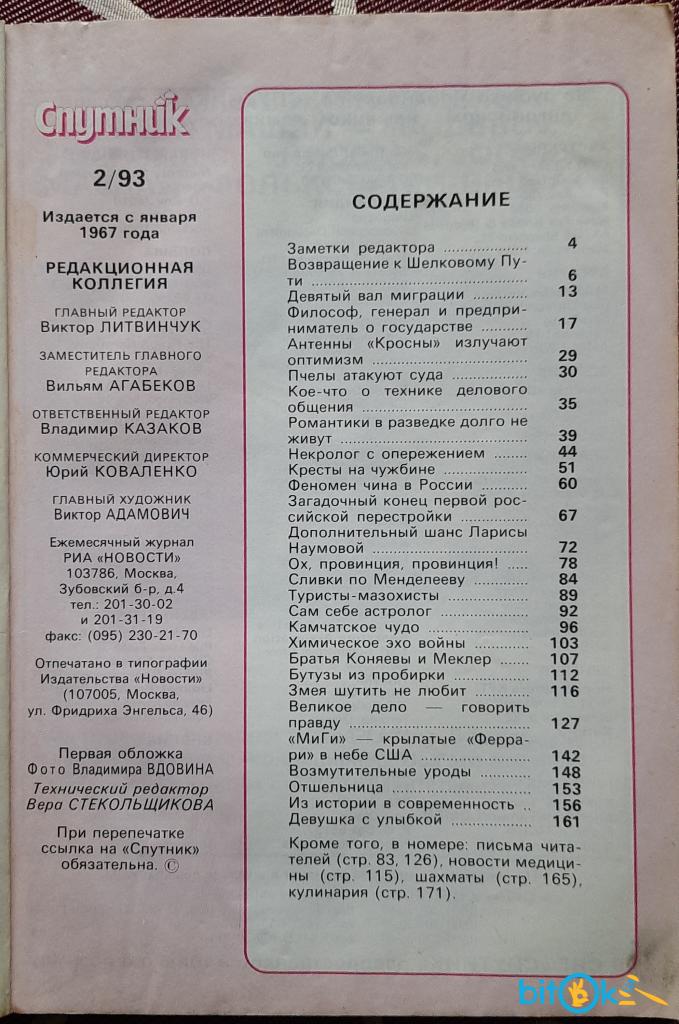 Спутник
2/93
Издается с января
1967 года
РЕДАКЦИОННАЯ
КОЛЛЕГИЯ
ГЛАВНЫЙ РЕДАКТОР
Виктор ЛИТВИНЧУК
ЗАМЕСТИТЕЛЬ ГЛАВНОГО
РЕДАКТОРА
Вильям АГАБЕКОВ
ОТВЕТСТВЕННЫЙ РЕДАКТОР
Владимир КАЗАКОВ
КОММЕРЧЕСКИЙ ДИРЕКТОР
Юрий КОВАЛЕНКО
ГЛАВНЫЙ ХУДОЖНИК
Виктор АДАМОВИЧ
Ежемесячный журнал
РИА «НОВОСТИ»
103786, Москва,
Зубовский б-р, д.4
тел.: 201-30-02
и 201-31-19
факс: (095) 230-21-70
Отпечатано в типографии
Издательства «Новости»
(107005, Москва,
ул. Фридриха Энгельса, 46)
Первая обложка
Фото Владимира ВДОВИНА
Технический редактор
Вера СТЕКОЛЬЩИКОВА
При перепечатке
ссылка на «Спутник»
обязательна. ©
СОДЕРЖАНИЕ
Заметки редактора .................... 4
Возвращение к Шелковому Пу-
ти .................... 6
Девятый вал миграции ............. 13
Философ, генерал и предпри-
ниматель о государстве ........... 17
Антенны «Кросны» излучают
оптимизм .................... 29
Пчелы атакуют суда .................. 30
Кое-что о технике делового
общения .................... 35
Романтики в разведке долго не
живут .................... 39
Некролог с опережением ........ 44
Кресты на чужбине .................... 51
Феномен чина в России ........... 60
Загадочный конец первой рос-
сийской перестройки ................ 67
Дополнительный шанс Ларисы
Наумовой .................... 72
Ох, провинция, провинция! ..... 78
Сливки по Менделееву ............. 84
Туристы-мазохисты .................... 89
Сам себе астролог .................... 92
Камчатское чудо .................... 96
Химическое эхо войны ............. 103
Братья Коняевы и Меклер ........ 107
Бутузы из пробирки .................. 112
Змея шутить не любит ............. 116
Великое дело — говорить
правду .................... 127
«МиГи» — крылатые «Ферра-
ри» в небе США .................... 142
Возмутительные уроды ............. 148
Отшельница .................... 153
Из истории в современность .. 156
Девушка с улыбкой .................. 161
Кроме того, в номере: письма чита-
телей (стр. 83, 126), новости медици-
ны (стр. 115), шахматы (стр. 165),
кулинария (стр. 171).